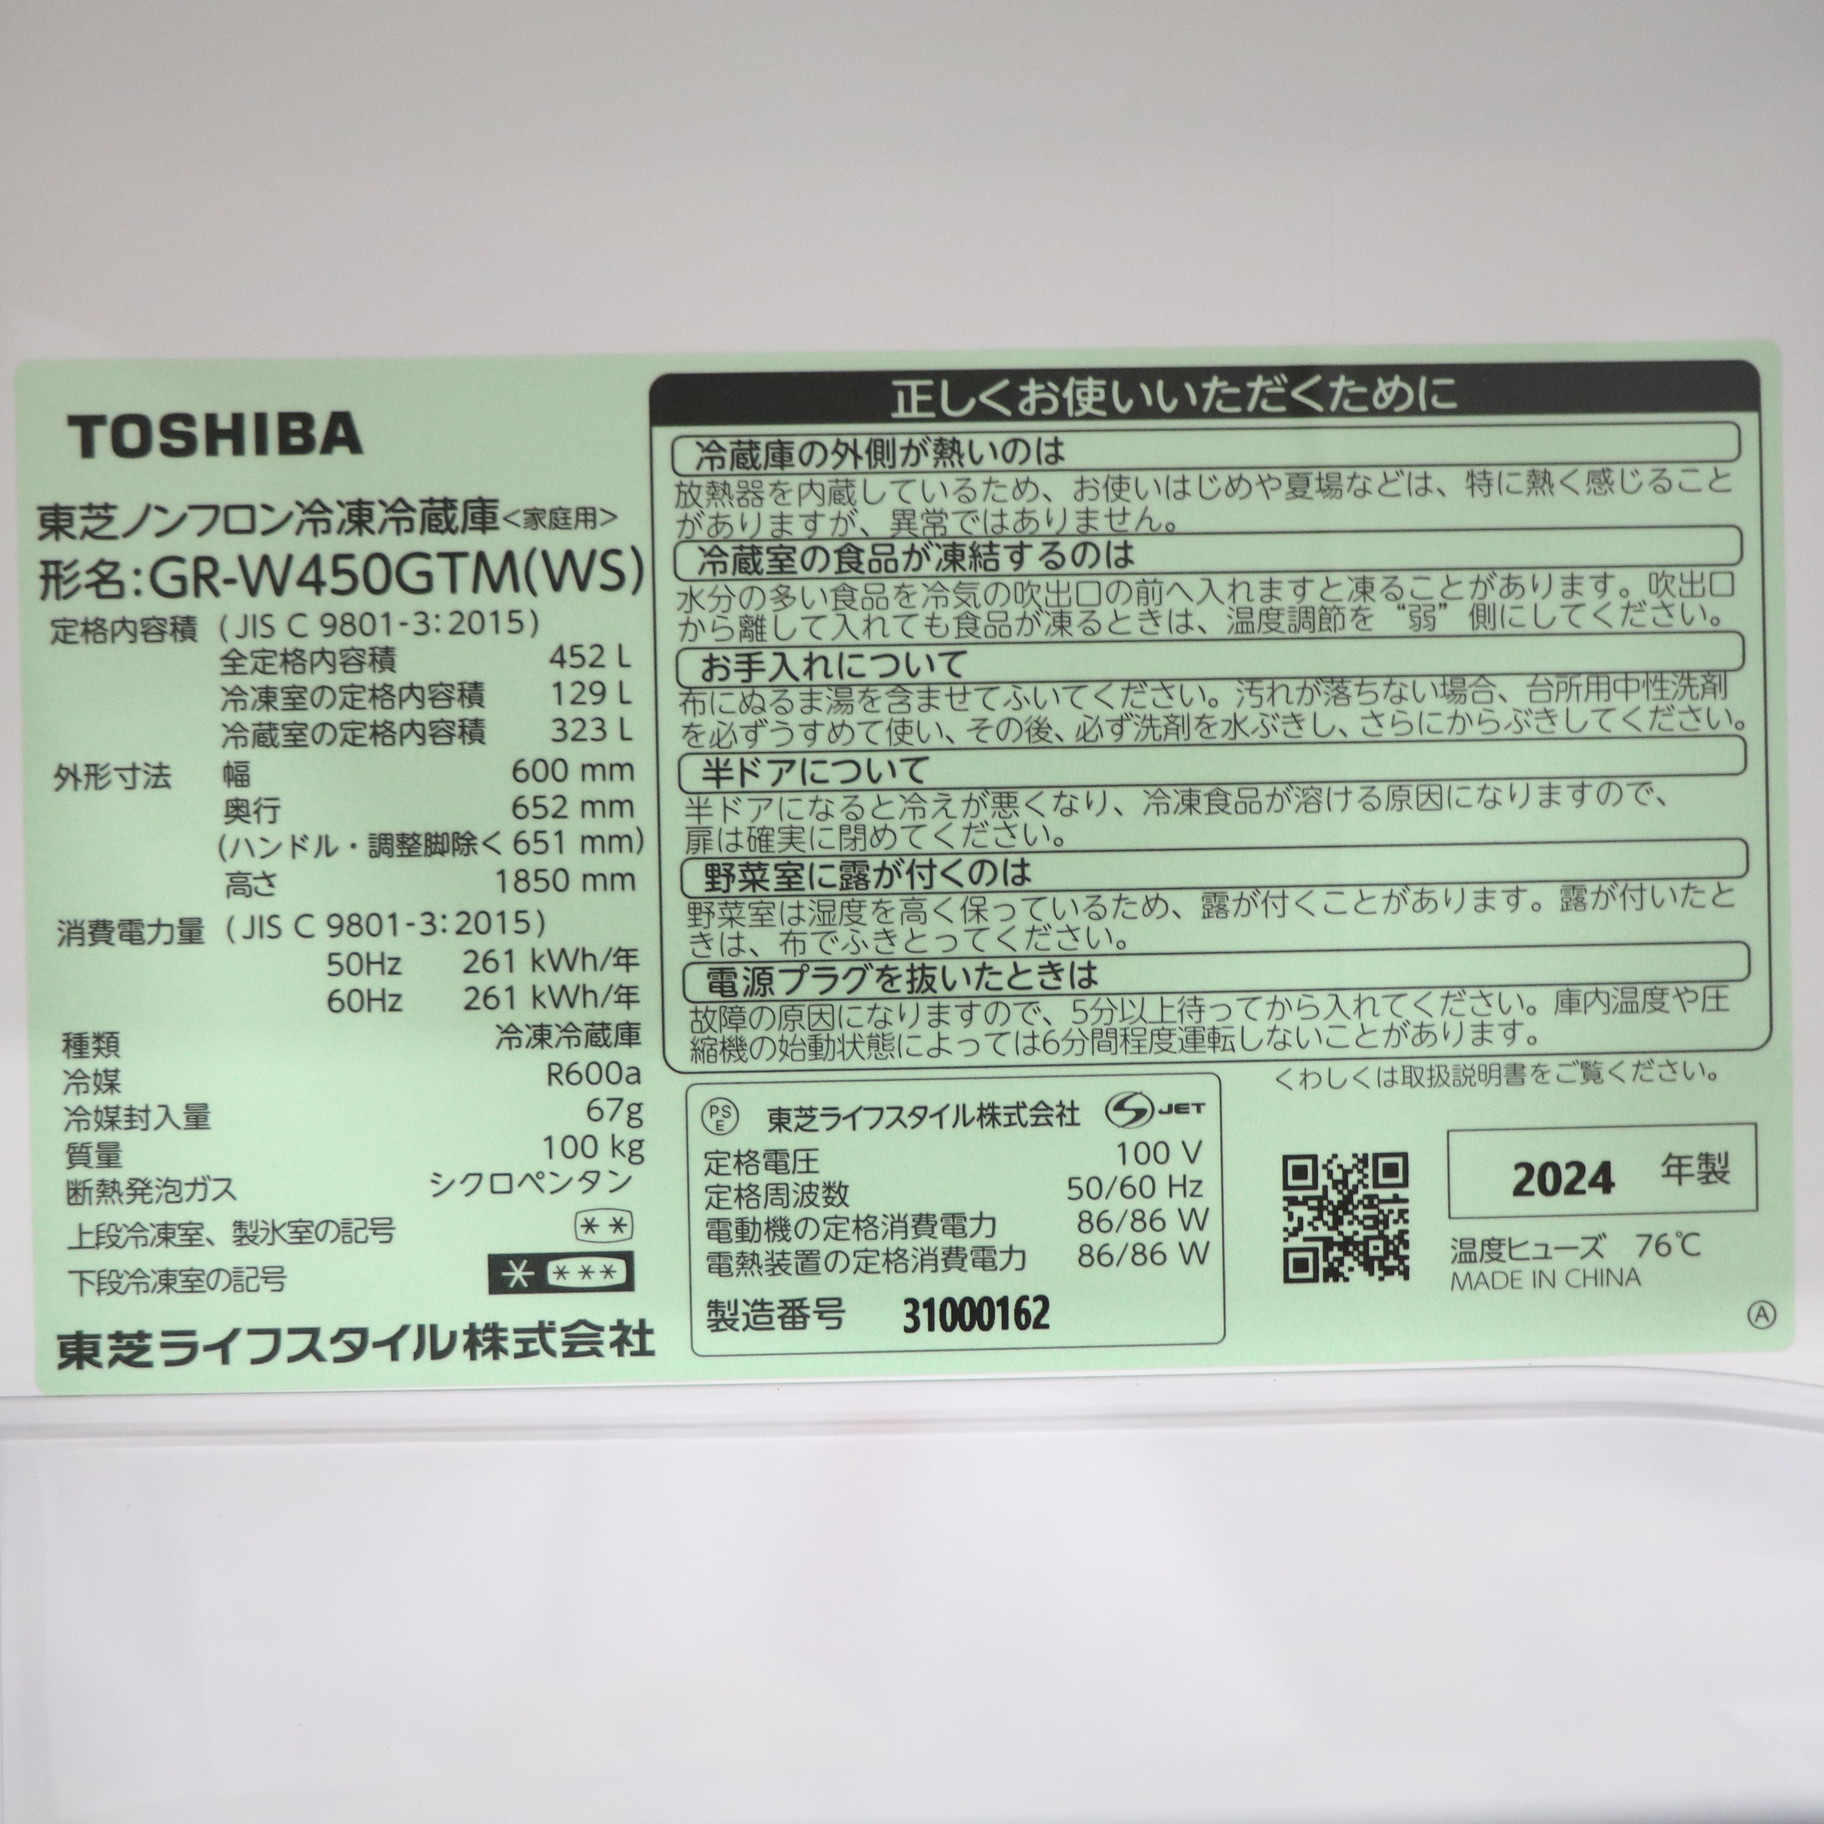 TOSHIBA
東芝ノンフロン冷凍冷蔵庫<家庭用>
形名:GR-W450GTM(WS)
定格内容積 (JIS C 9801-3:2015)
全定格内容積 452 L
冷凍室の定格内容積 129 L
冷蔵室の定格内容積 323 L
外形寸法 幅 600 mm
奥行 652 mm
(ハンドル・調整脚除く 651 mm)
高さ 1850 mm
消費電力量 (JIS C 9801-3:2015)
50Hz 261 kWh/年
60Hz 261 kWh/年
種類 冷凍冷蔵庫
冷媒 R600a
冷媒封入量 67g
質量 100 kg
断熱発泡ガス シクロペンタン
上段冷凍室、製氷室の記号 **
下段冷凍室の記号 * ***
東芝ライフスタイル株式会社
正しくお使いいただくために
冷蔵庫の外側が熱いのは
放熱器を内蔵しているため、お使いはじめや夏場などは、特に熱く感じること
がありますが、異常ではありません。
冷蔵室の食品が凍結するのは
水分の多い食品を冷気の吹出口の前へ入れますと凍ることがあります。吹出口
から離して入れても食品が凍るときは、温度調節を“弱”側にしてください。
お手入れについて
布にぬるま湯を含ませてふいてください。汚れが落ちない場合、台所用中性洗剤
を必ずうすめて使い、その後、必ず洗剤を水ぶきし、さらにからぶきしてください。
半ドアについて
半ドアになると冷えが悪くなり、冷凍食品が溶ける原因になりますので、
扉は確実に閉めてください。
野菜室に露が付くのは
野菜室は湿度を高く保っているため、露が付くことがあります。露が付いたと
きは、布でふきとってください。
電源プラグを抜いたときは
故障の原因になりますので、5分以上待ってから入れてください。庫内温度や圧
縮機の始動状態によっては6分間程度運転しないことがあります。
くわしくは取扱説明書をご覧ください。
PSE 東芝ライフスタイル株式会社 S JET
定格電圧 100 V
定格周波数 50/60 Hz
電動機の定格消費電力 86/86 W
電熱装置の定格消費電力 86/86 W
製造番号 31000162
2024 年製
温度ヒューズ 76℃
MADE IN CHINA
Ⓐ